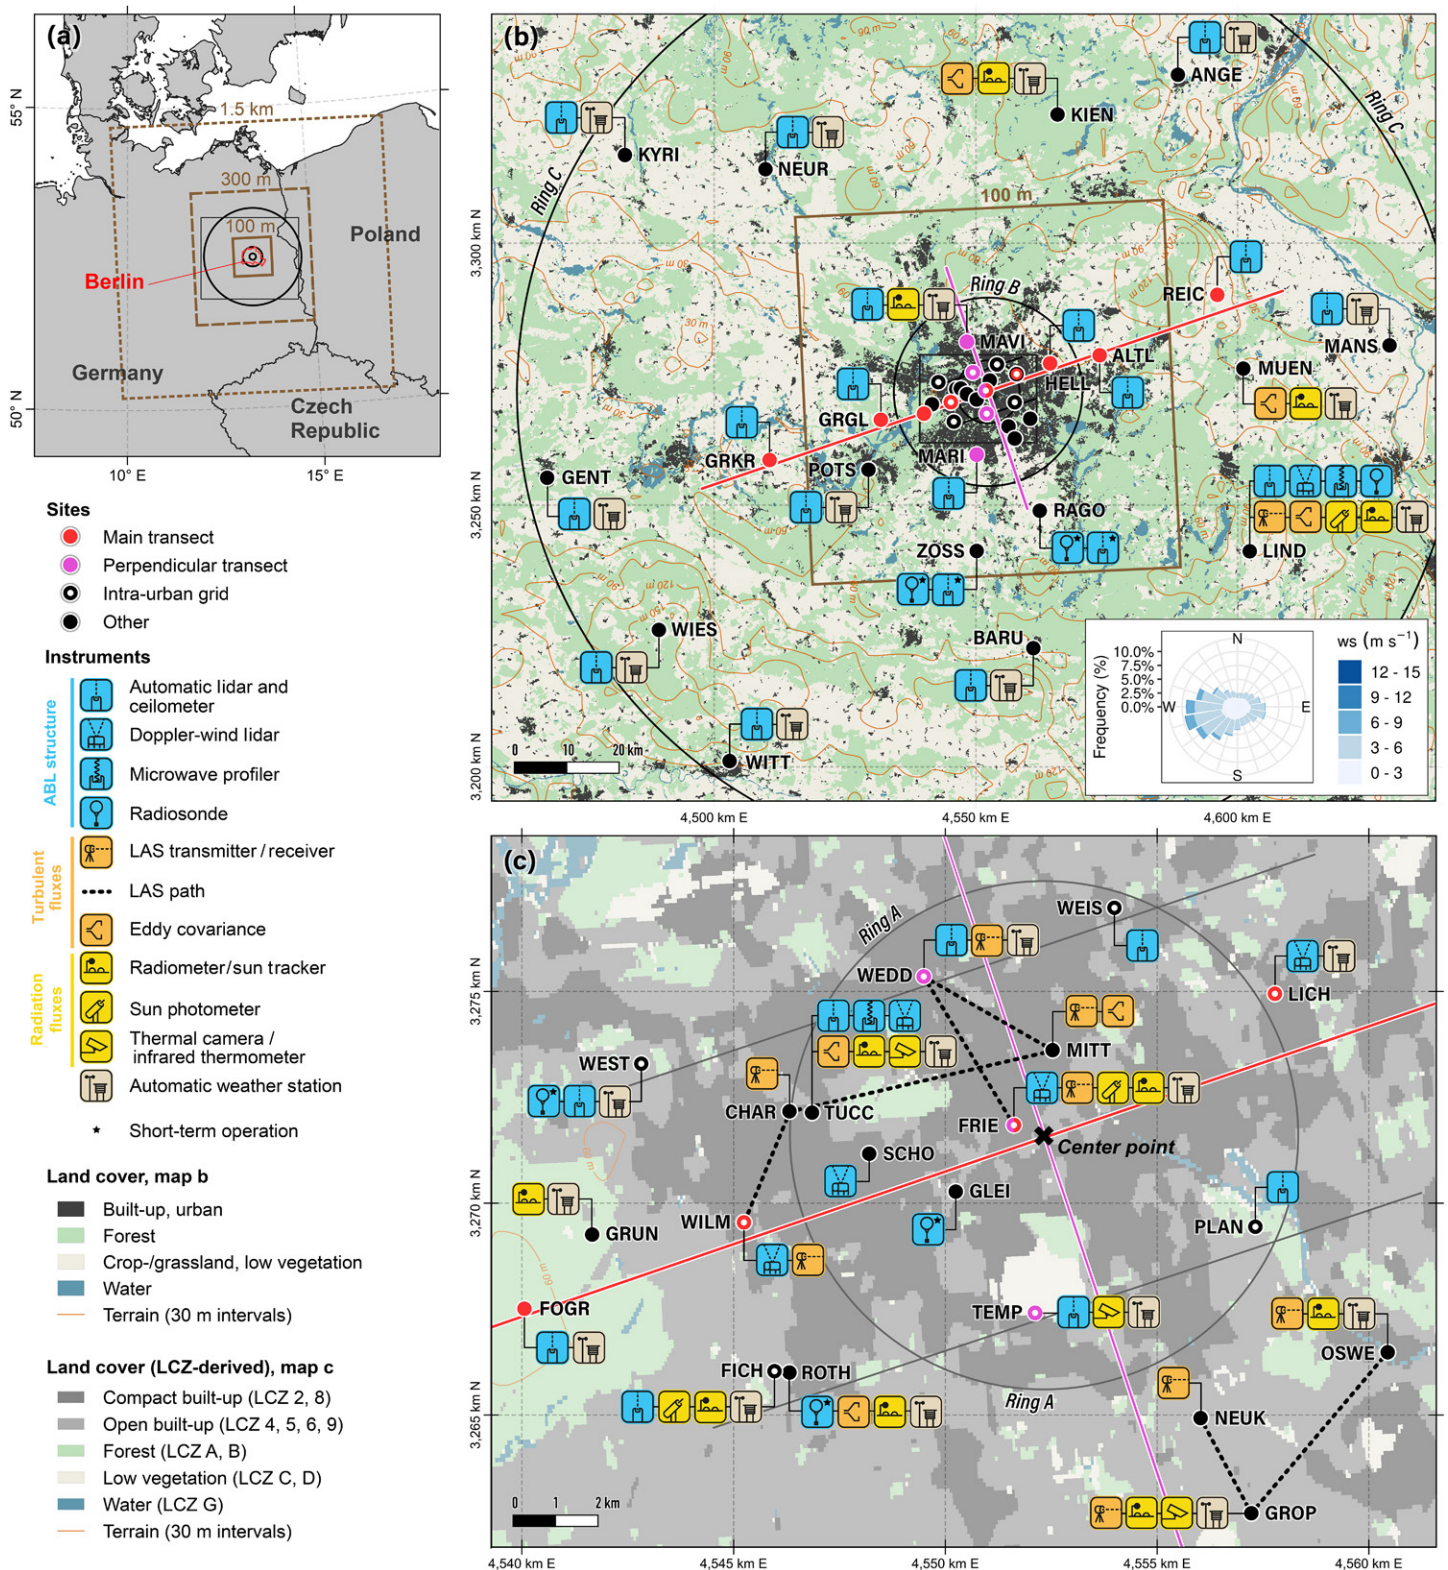 (a)
55° N
50° N
10° E
15° E
1.5 km
300 m
100 m
Poland
Berlin
Germany
Czech
Republic
Sites
Main transect
Perpendicular transect
Intra-urban grid
Other
Instruments
ABL structure
Automatic lidar and
ceilometer
Doppler-wind lidar
Microwave profiler
Radiosonde
Turbulent
fluxes
LAS transmitter / receiver
LAS path
Eddy covariance
Radiation
fluxes
Radiometer/sun tracker
Sun photometer
Thermal camera /
infrared thermometer
Automatic weather station
Short-term operation
Land cover, map b
Built-up, urban
Forest
Crop-/grassland, low vegetation
Water
Terrain (30 m intervals)
Land cover (LCZ-derived), map c
Compact built-up (LCZ 2, 8)
Open built-up (LCZ 4, 5, 6, 9)
Forest (LCZ A, B)
Low vegetation (LCZ C, D)
Water (LCZ G)
Terrain (30 m intervals)
(b)
ANGE
KIEN
Ring C
KYRI
NEUR
Ring C
100 m
3,300 km N
REIC
Ring B
MAVI
MANS
ALTL
HELL
MUEN
GRGL
GRKR
MARI
POTS
GENT
3,250 km N
RAGO
ZOSS
LIND
WIES
BARU
WITT
0 10 20 km
3,200 km N
4,500 km E
4,550 km E
4,600 km E
Frequency (%)
10.0%
7.5%
5.0%
2.5%
0.0%
N
W
E
S
ws (m s⁻¹)
12 - 15
9 - 12
6 - 9
3 - 6
0 - 3
(c)
Ring A
WEIS
WEDD
LICH
3,275 km N
MITT
WEST
CHAR
TUCC
FRIE
Center point
SCHO
GLEI
3,270 km N
WILM
PLAN
GRUN
60 m
60 m
FOGR
TEMP
OSWE
FICH
ROTH
Ring A
NEUK
3,265 km N
GROP
0 1 2 km
4,540 km E
4,545 km E
4,550 km E
4,555 km E
4,560 km E